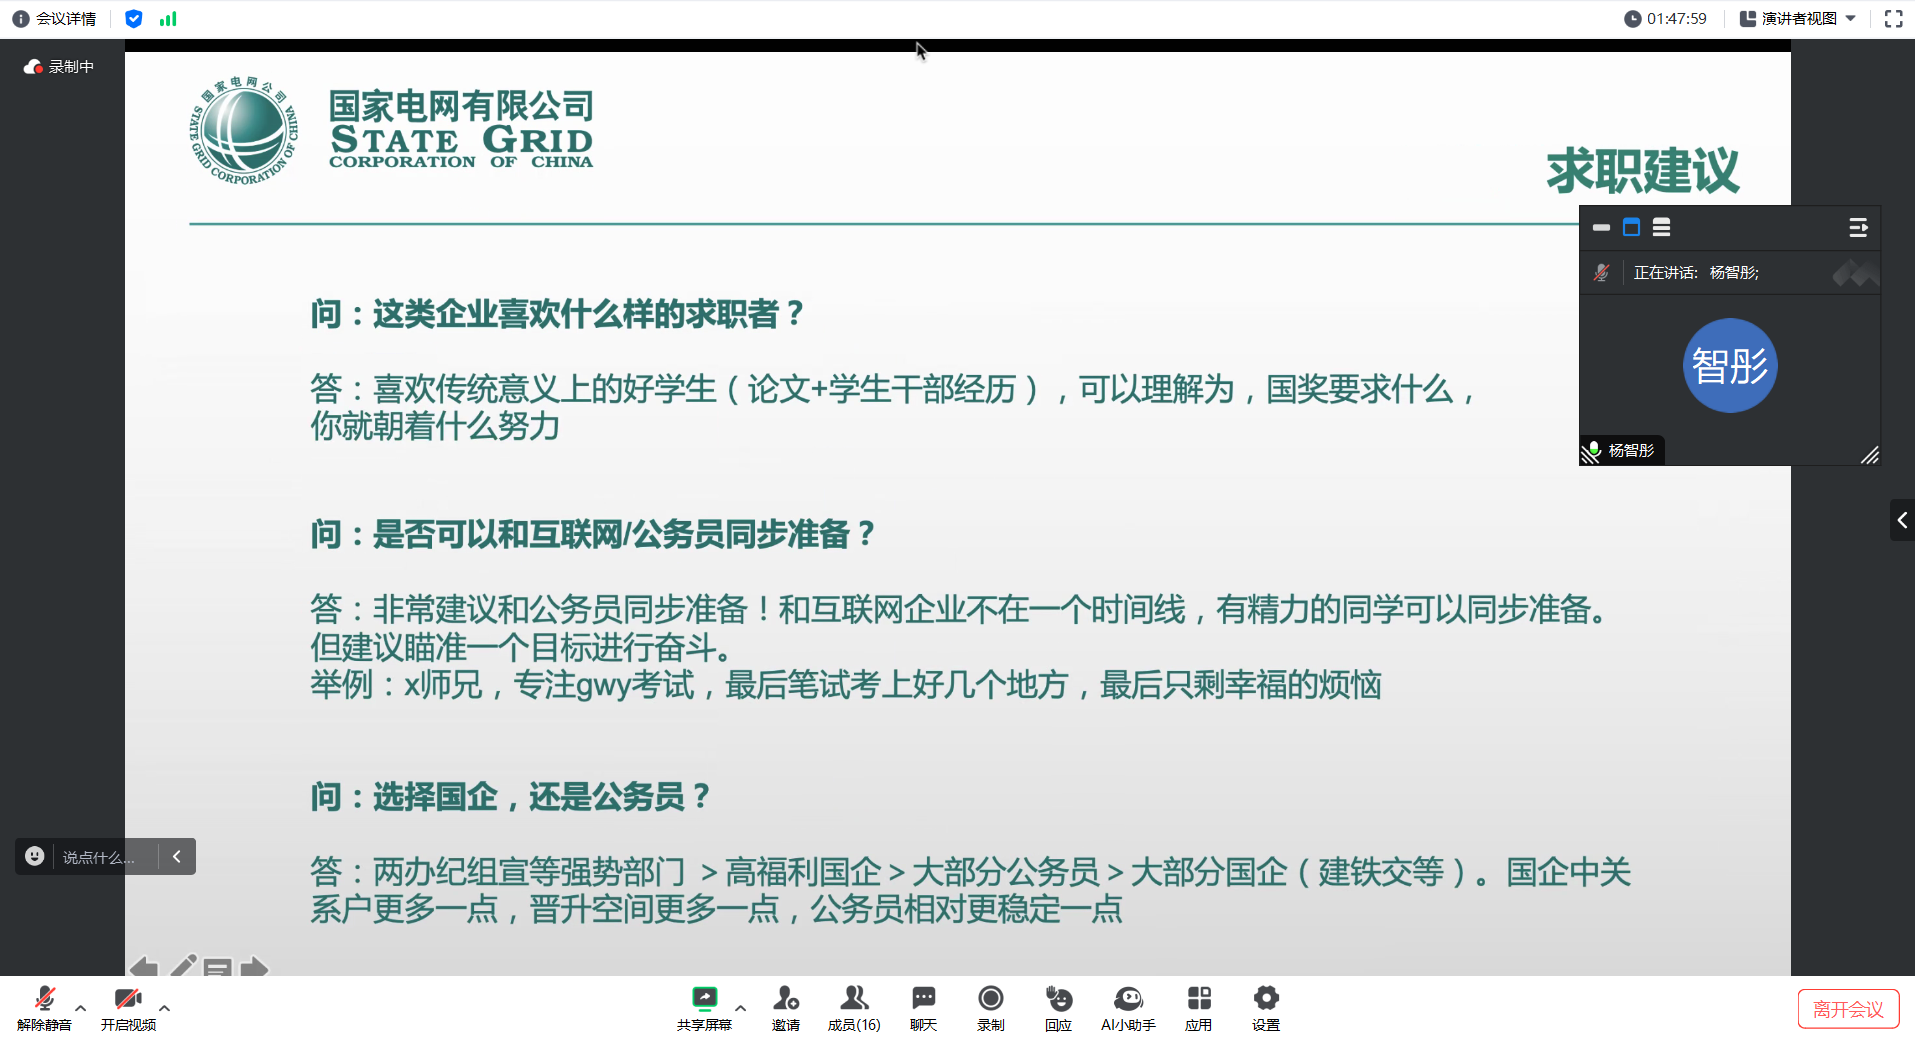 会议详情
01:47:59
演讲者视图
录制中
国家电网公司
STATE GRID CORPORATION OF CHINA
国家电网有限公司
STATE GRID
CORPORATION OF CHINA
求职建议
正在讲话: 杨智彤;
智彤
杨智彤
问：这类企业喜欢什么样的求职者？
答：喜欢传统意义上的好学生（论文+学生干部经历），可以理解为，国奖要求什么，
你就朝着什么努力
问：是否可以和互联网/公务员同步准备？
答：非常建议和公务员同步准备！和互联网企业不在一个时间线，有精力的同学可以同步准备。
但建议瞄准一个目标进行奋斗。
举例：x师兄，专注gwy考试，最后笔试考上好几个地方，最后只剩幸福的烦恼
问：选择国企，还是公务员？
答：两办纪组宣等强势部门 ＞高福利国企＞大部分公务员＞大部分国企（建铁交等）。国企中关
系户更多一点，晋升空间更多一点，公务员相对更稳定一点
说点什么...
解除静音
开启视频
共享屏幕
邀请
成员(16)
聊天
录制
回应
AI小助手
应用
设置
离开会议